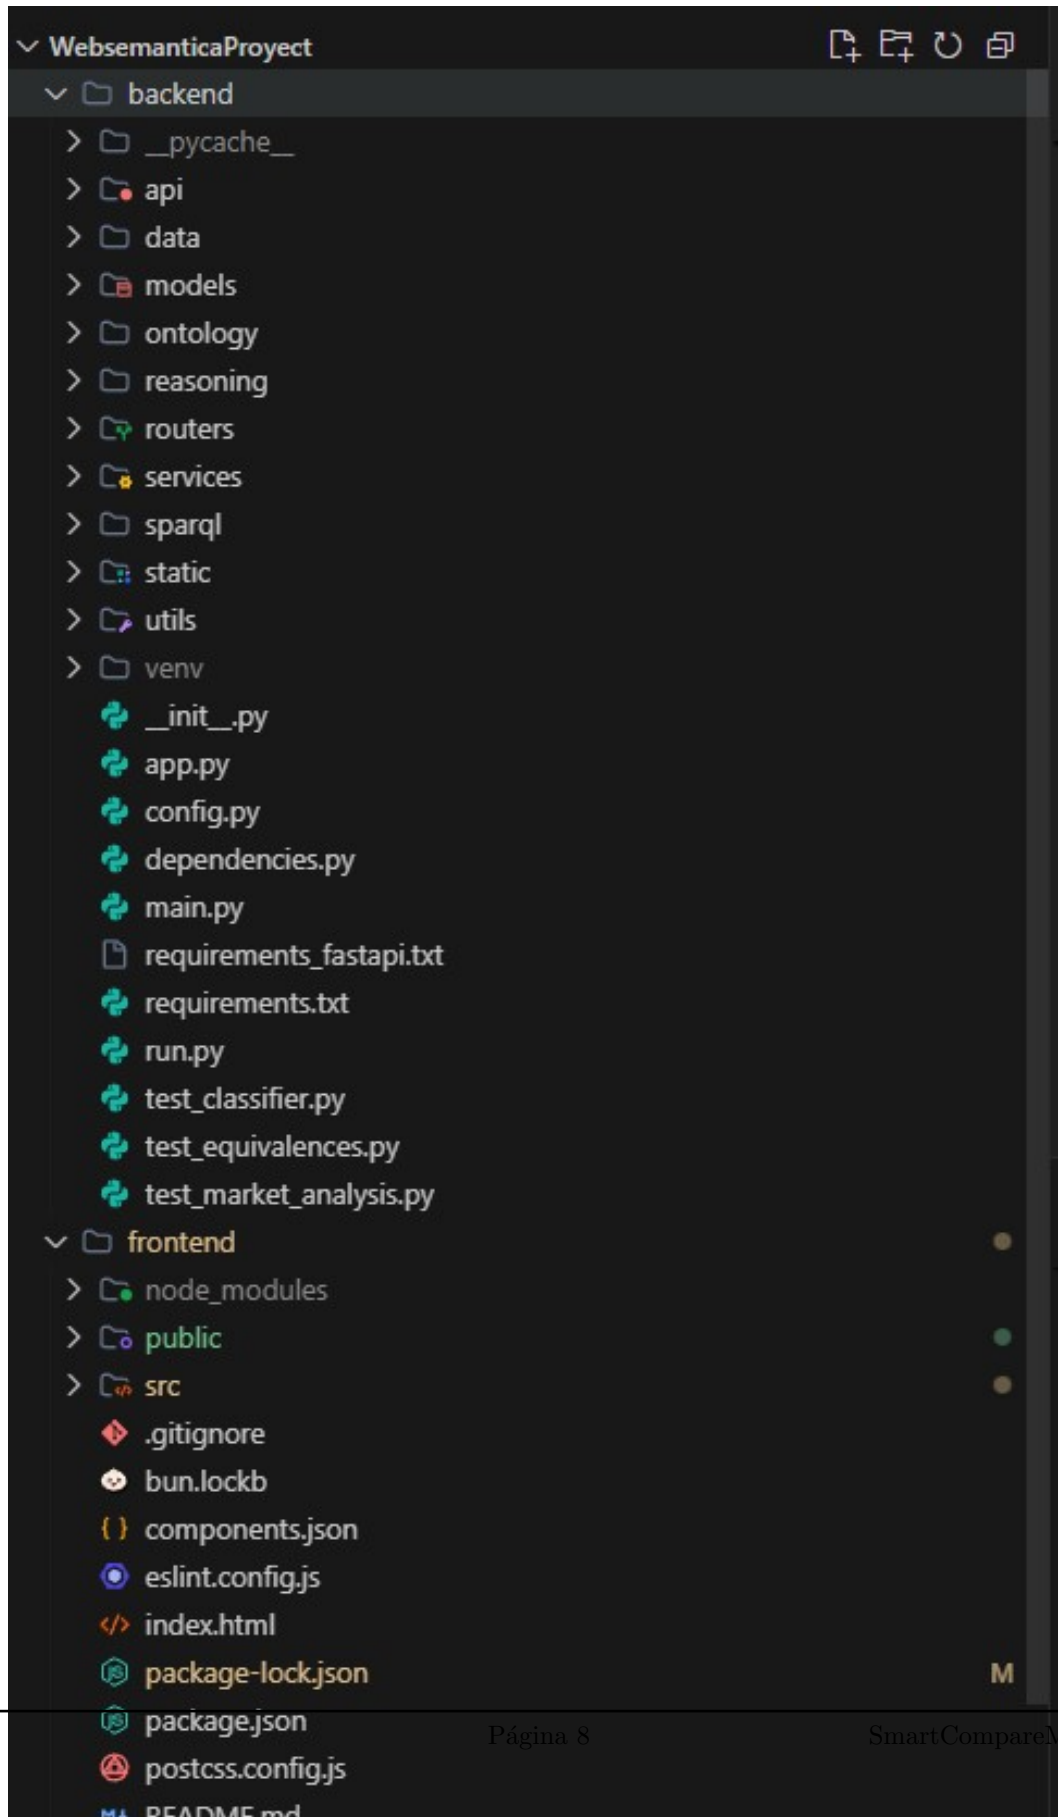 WebsemanticaProyect
backend
__pycache__
api
data
models
ontology
reasoning
routers
services
sparql
static
utils
venv
__init__.py
app.py
config.py
dependencies.py
main.py
requirements_fastapi.txt
requirements.txt
run.py
test_classifier.py
test_equivalences.py
test_market_analysis.py
frontend
node_modules
public
src
.gitignore
bun.lockb
components.json
eslint.config.js
index.html
package-lock.json M
package.json
Página 8 SmartCompareM
postcss.config.js
README.md